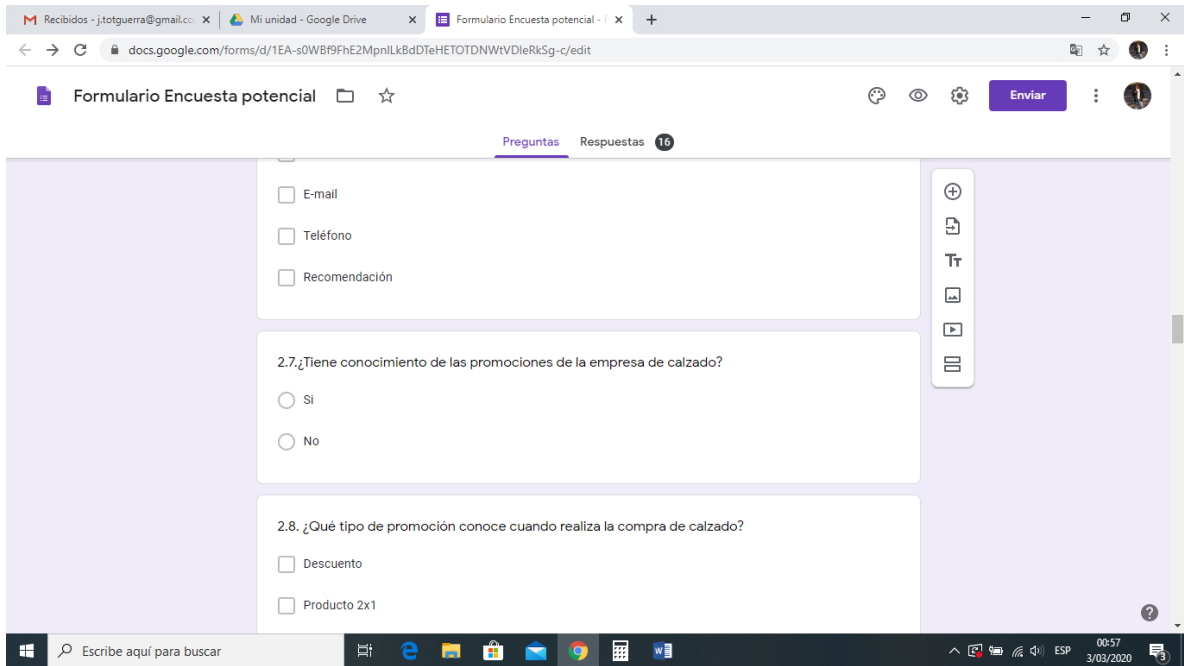 Recibidos - j.totguerra@gmail.co
Mi unidad - Google Drive
Formulario Encuesta potencial -
docs.google.com/forms/d/1EA-s0WBf9FhE2MpnlLkBdDTeHETOTDNWtVDleRkSg-c/edit
Formulario Encuesta potencial
Enviar
Preguntas Respuestas 16
E-mail
Teléfono
Recomendación
2.7.¿Tiene conocimiento de las promociones de la empresa de calzado?
Si
No
2.8. ¿Qué tipo de promoción conoce cuando realiza la compra de calzado?
Descuento
Producto 2x1
Escribe aquí para buscar
ESP
00:57
3/03/2020
3